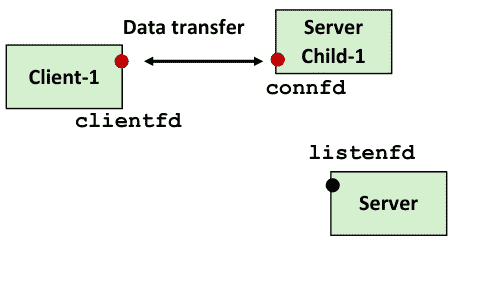 Data transfer
Server
Child-1
Client-1
connfd
clientfd
listenfd
Server